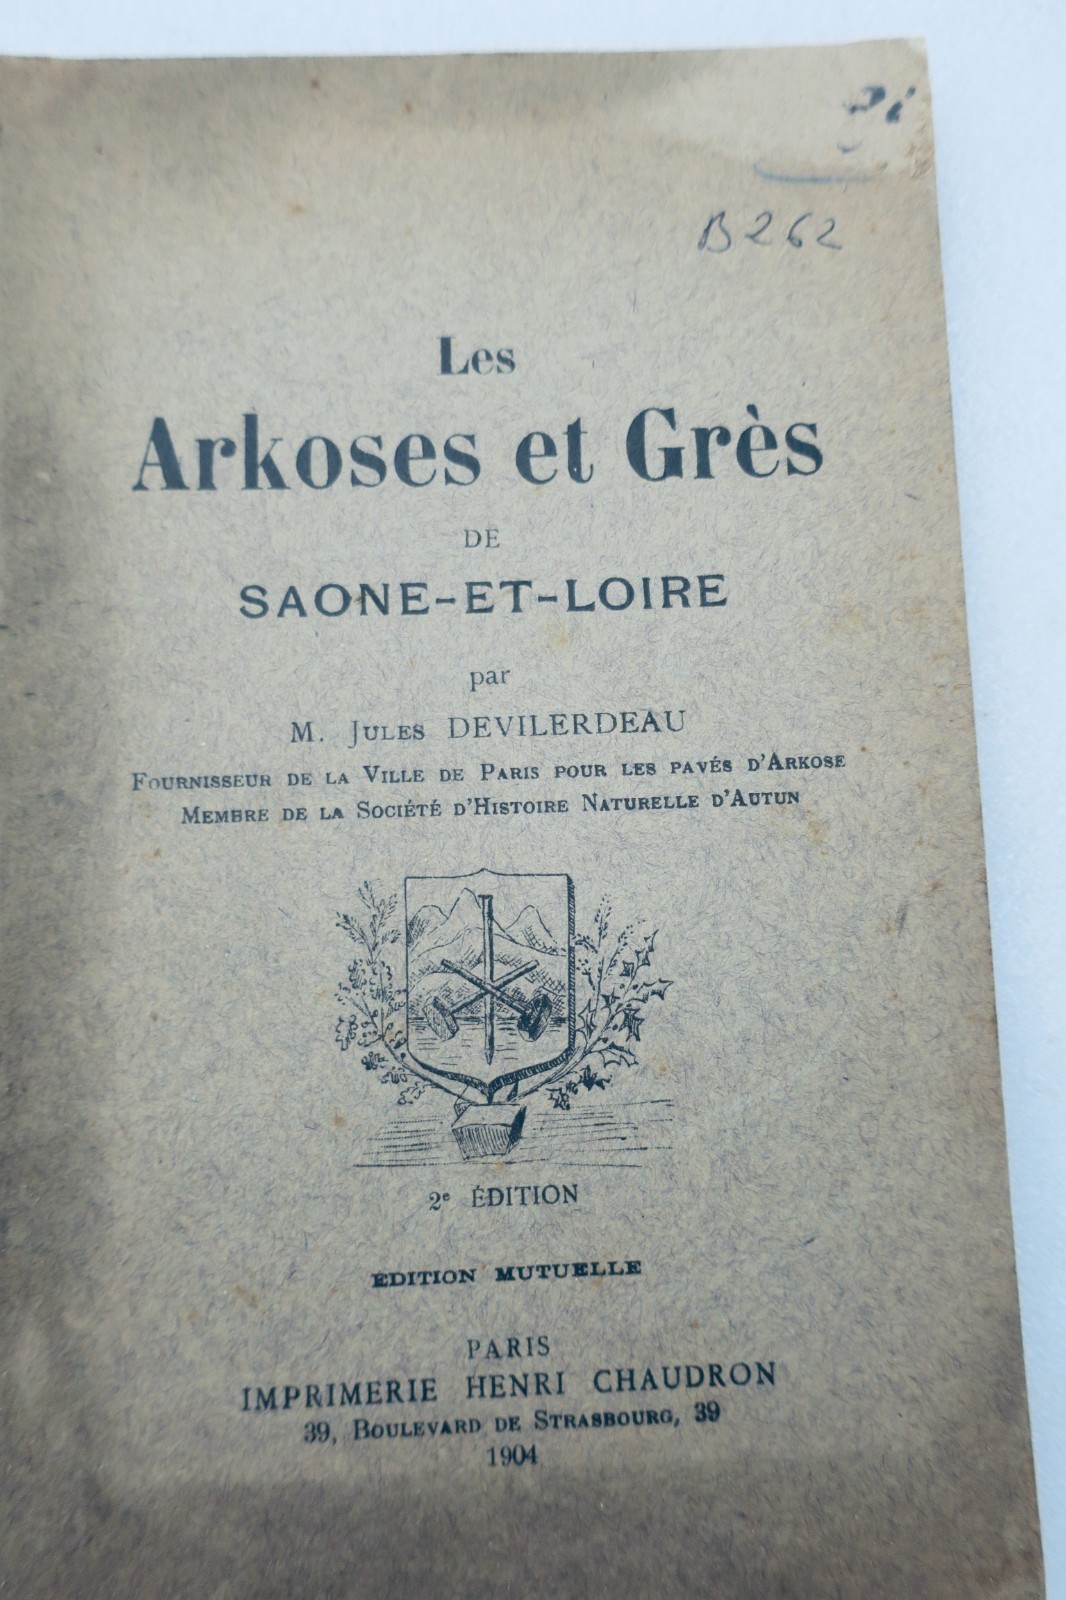 B262
Les
Arkoses et Grès
DE
SAONE-ET-LOIRE
par
M. JULES DEVILERDEAU
FOURNISSEUR DE LA VILLE DE PARIS POUR LES PAVÉS D'ARKOSE
MEMBRE DE LA SOCIÉTÉ D'HISTOIRE NATURELLE D'AUTUN
2e ÉDITION
EDITION MUTUELLE
PARIS
IMPRIMERIE HENRI CHAUDRON
39, BOULEVARD DE STRASBOURG, 39
1904